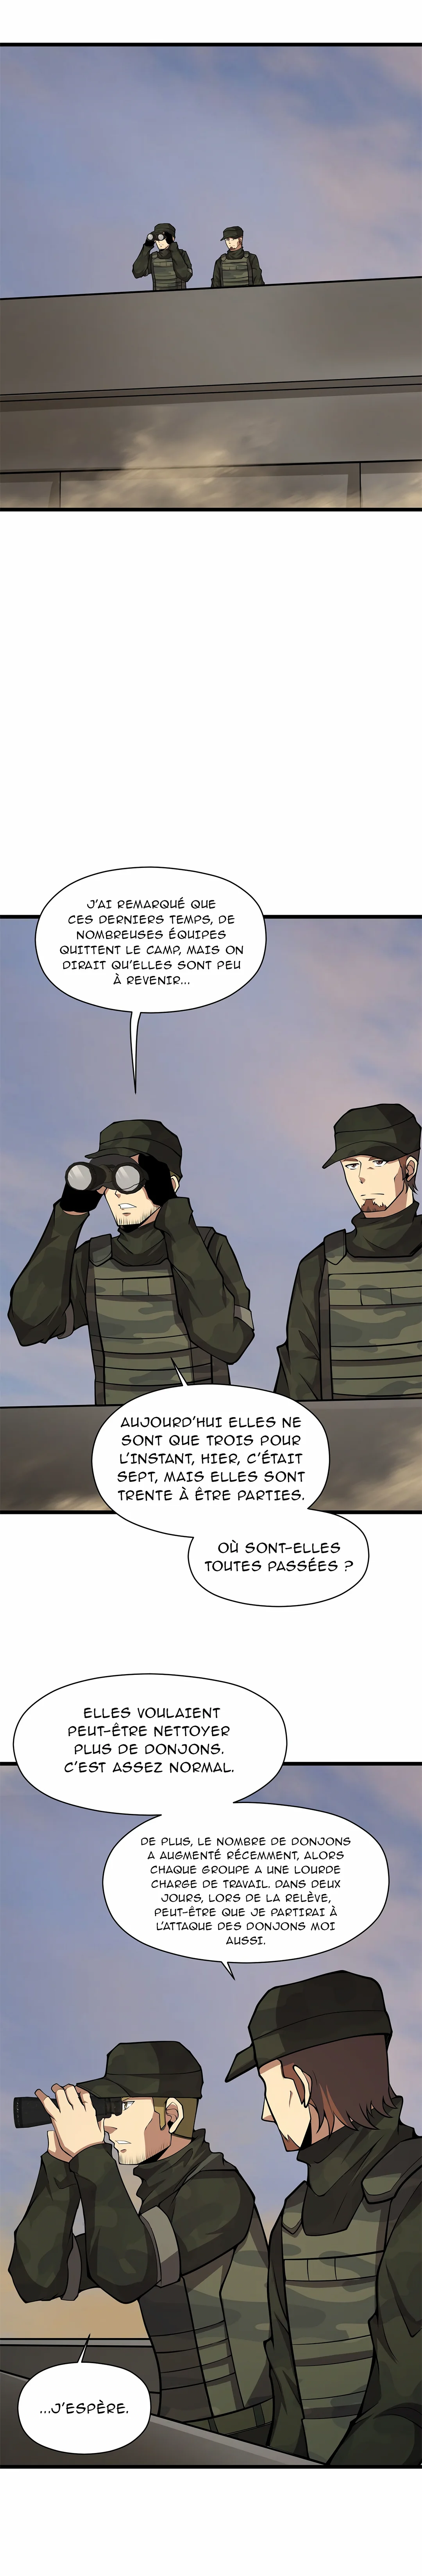 J'AI REMARQUÉ QUE
CES DERNIERS TEMPS, DE
NOMBREUSES ÉQUIPES
QUITTENT LE CAMP, MAIS ON
DIRAIT QU'ELLES SONT PEU
À REVENIR...
AUJOURD'HUI ELLES NE
SONT QUE TROIS POUR
L'INSTANT, HIER, C'ÉTAIT
SEPT, MAIS ELLES SONT
TRENTE À ÊTRE PARTIES.
OÙ SONT-ELLES
TOUTES PASSÉES ?
ELLES VOULAIENT
PEUT-ÊTRE NETTOYER
PLUS DE DONJONS.
C'EST ASSEZ NORMAL.
DE PLUS, LE NOMBRE DE DONJONS
A AUGMENTÉ RÉCEMMENT, ALORS
CHAQUE GROUPE A UNE LOURDE
CHARGE DE TRAVAIL. DANS DEUX
JOURS, LORS DE LA RELÈVE,
PEUT-ÊTRE QUE JE PARTIRAI À
L'ATTAQUE DES DONJONS MOI
AUSSI.
...J'ESPÈRE.